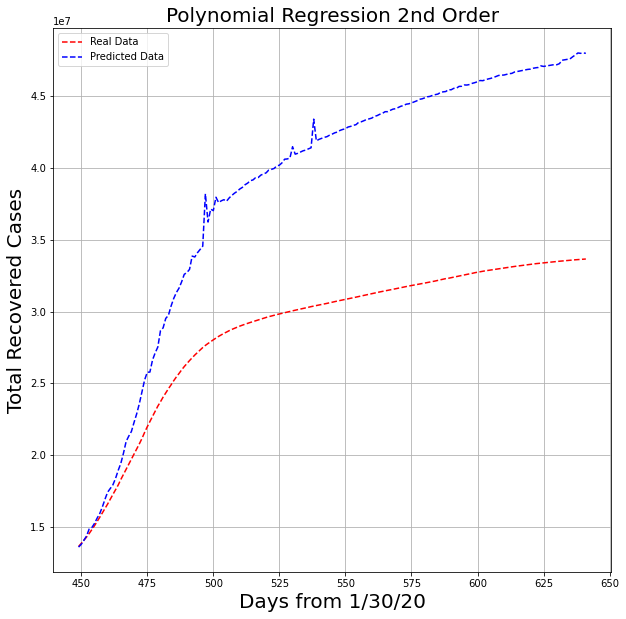 Polynomial Regression 2nd Order
1e7
Real Data
Predicted Data
4.5
4.0
3.5
3.0
2.5
2.0
1.5
Total Recovered Cases
450 475 500 525 550 575 600 625 650
Days from 1/30/20